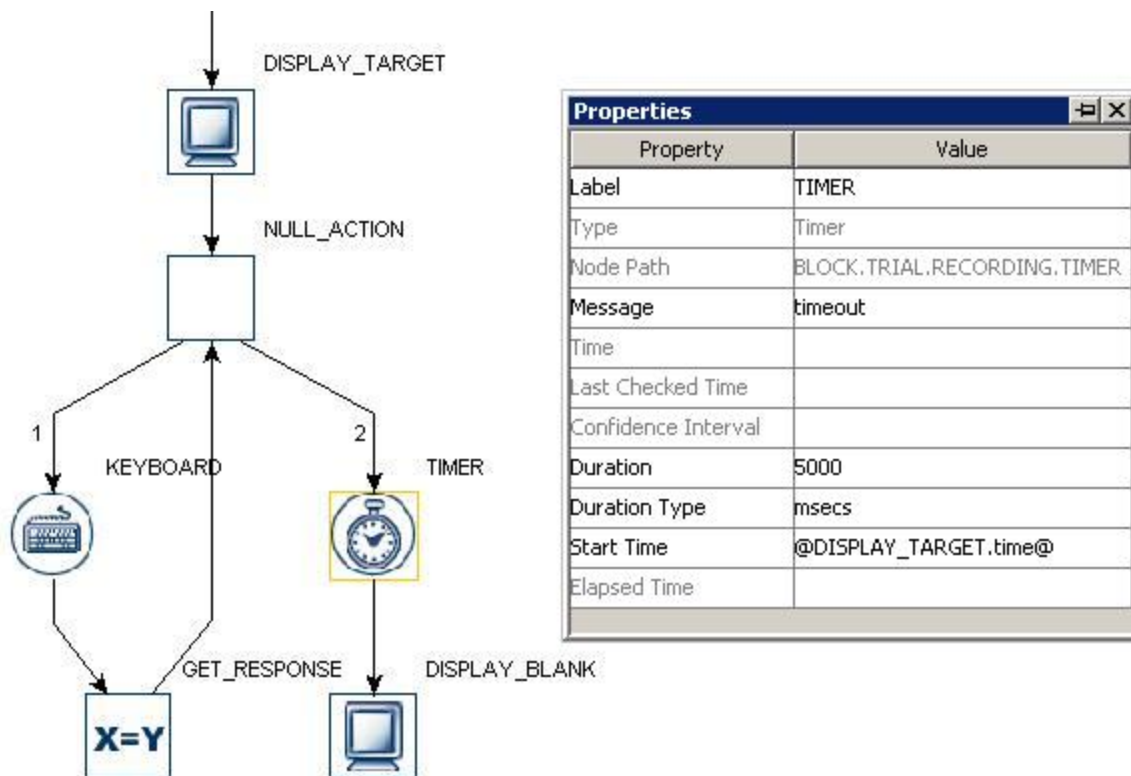 DISPLAY_TARGET
NULL_ACTION
1
2
KEYBOARD
TIMER
GET_RESPONSE
DISPLAY_BLANK
X=Y
Properties
Property Value
Label TIMER
Type Timer
Node Path BLOCK.TRIAL.RECORDING.TIMER
Message timeout
Time
Last Checked Time
Confidence Interval
Duration 5000
Duration Type msecs
Start Time @DISPLAY_TARGET.time@
Elapsed Time